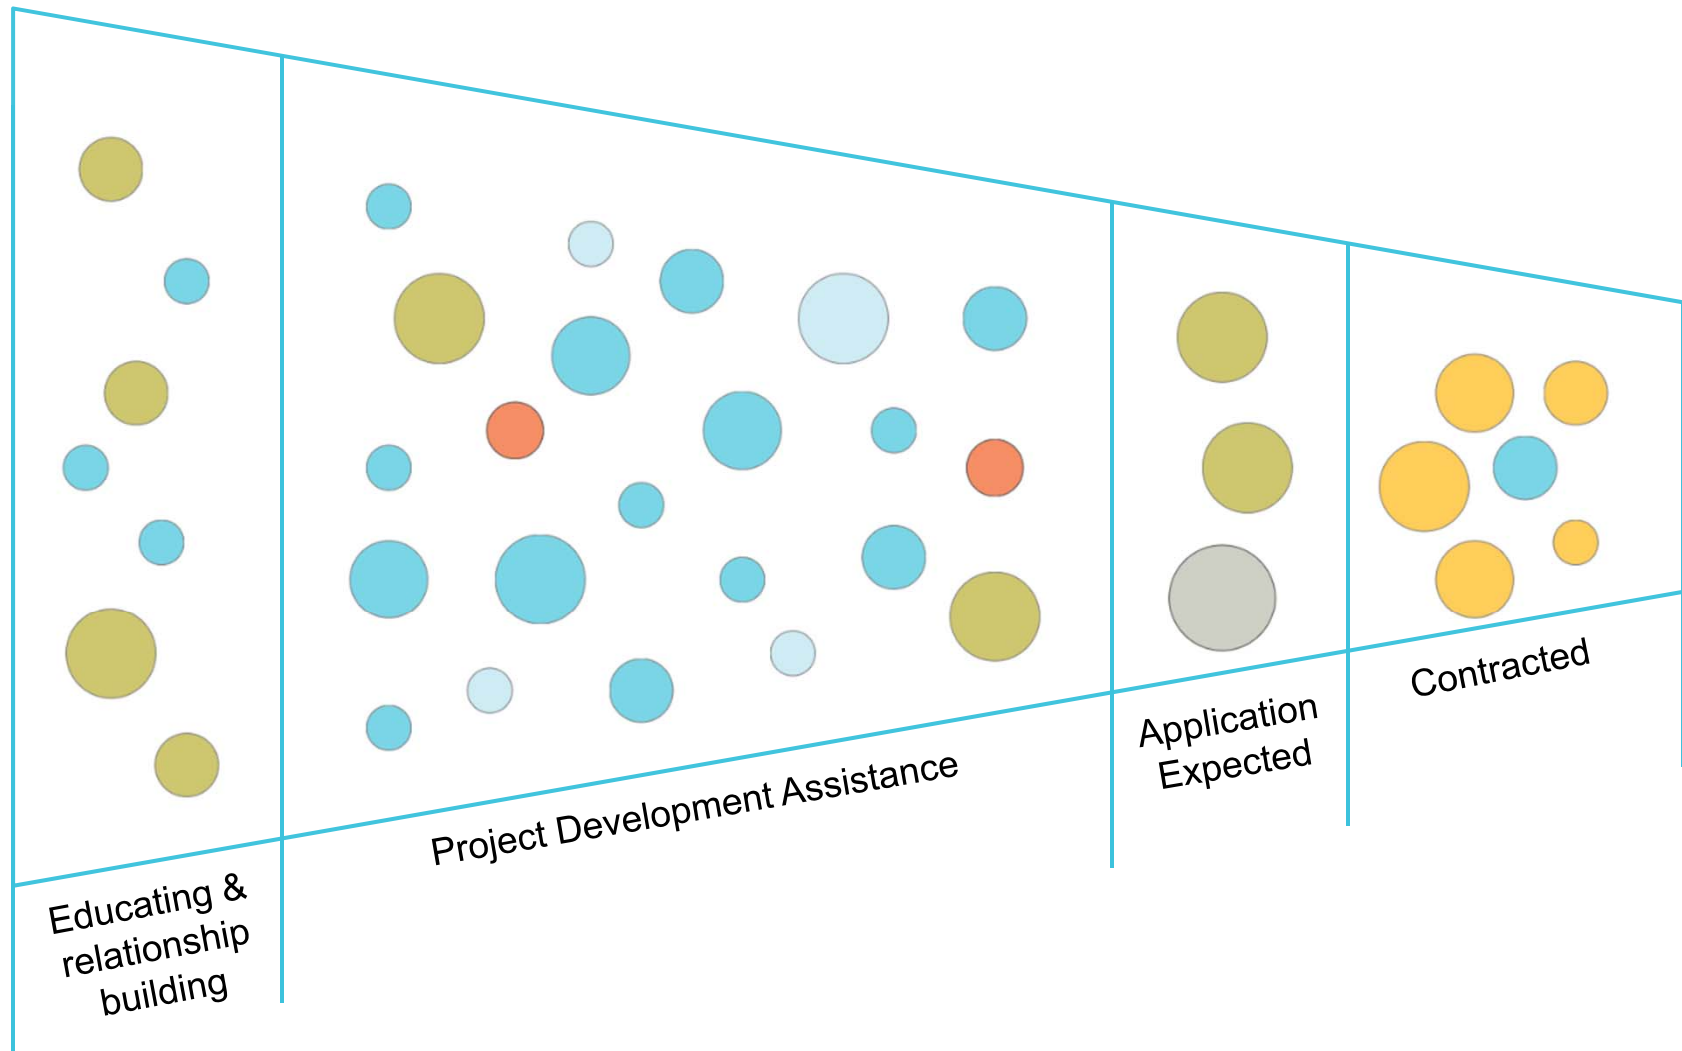 Educating &
relationship
building
Project Development Assistance
Application
Expected
Contracted